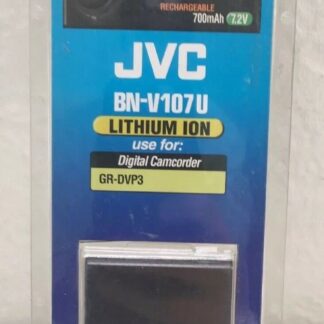 RECHARGEABLE
700mAh 7.2V
JVC
BN-V107U
LITHIUM ION
use for:
Digital Camcorder
GR-DVP3